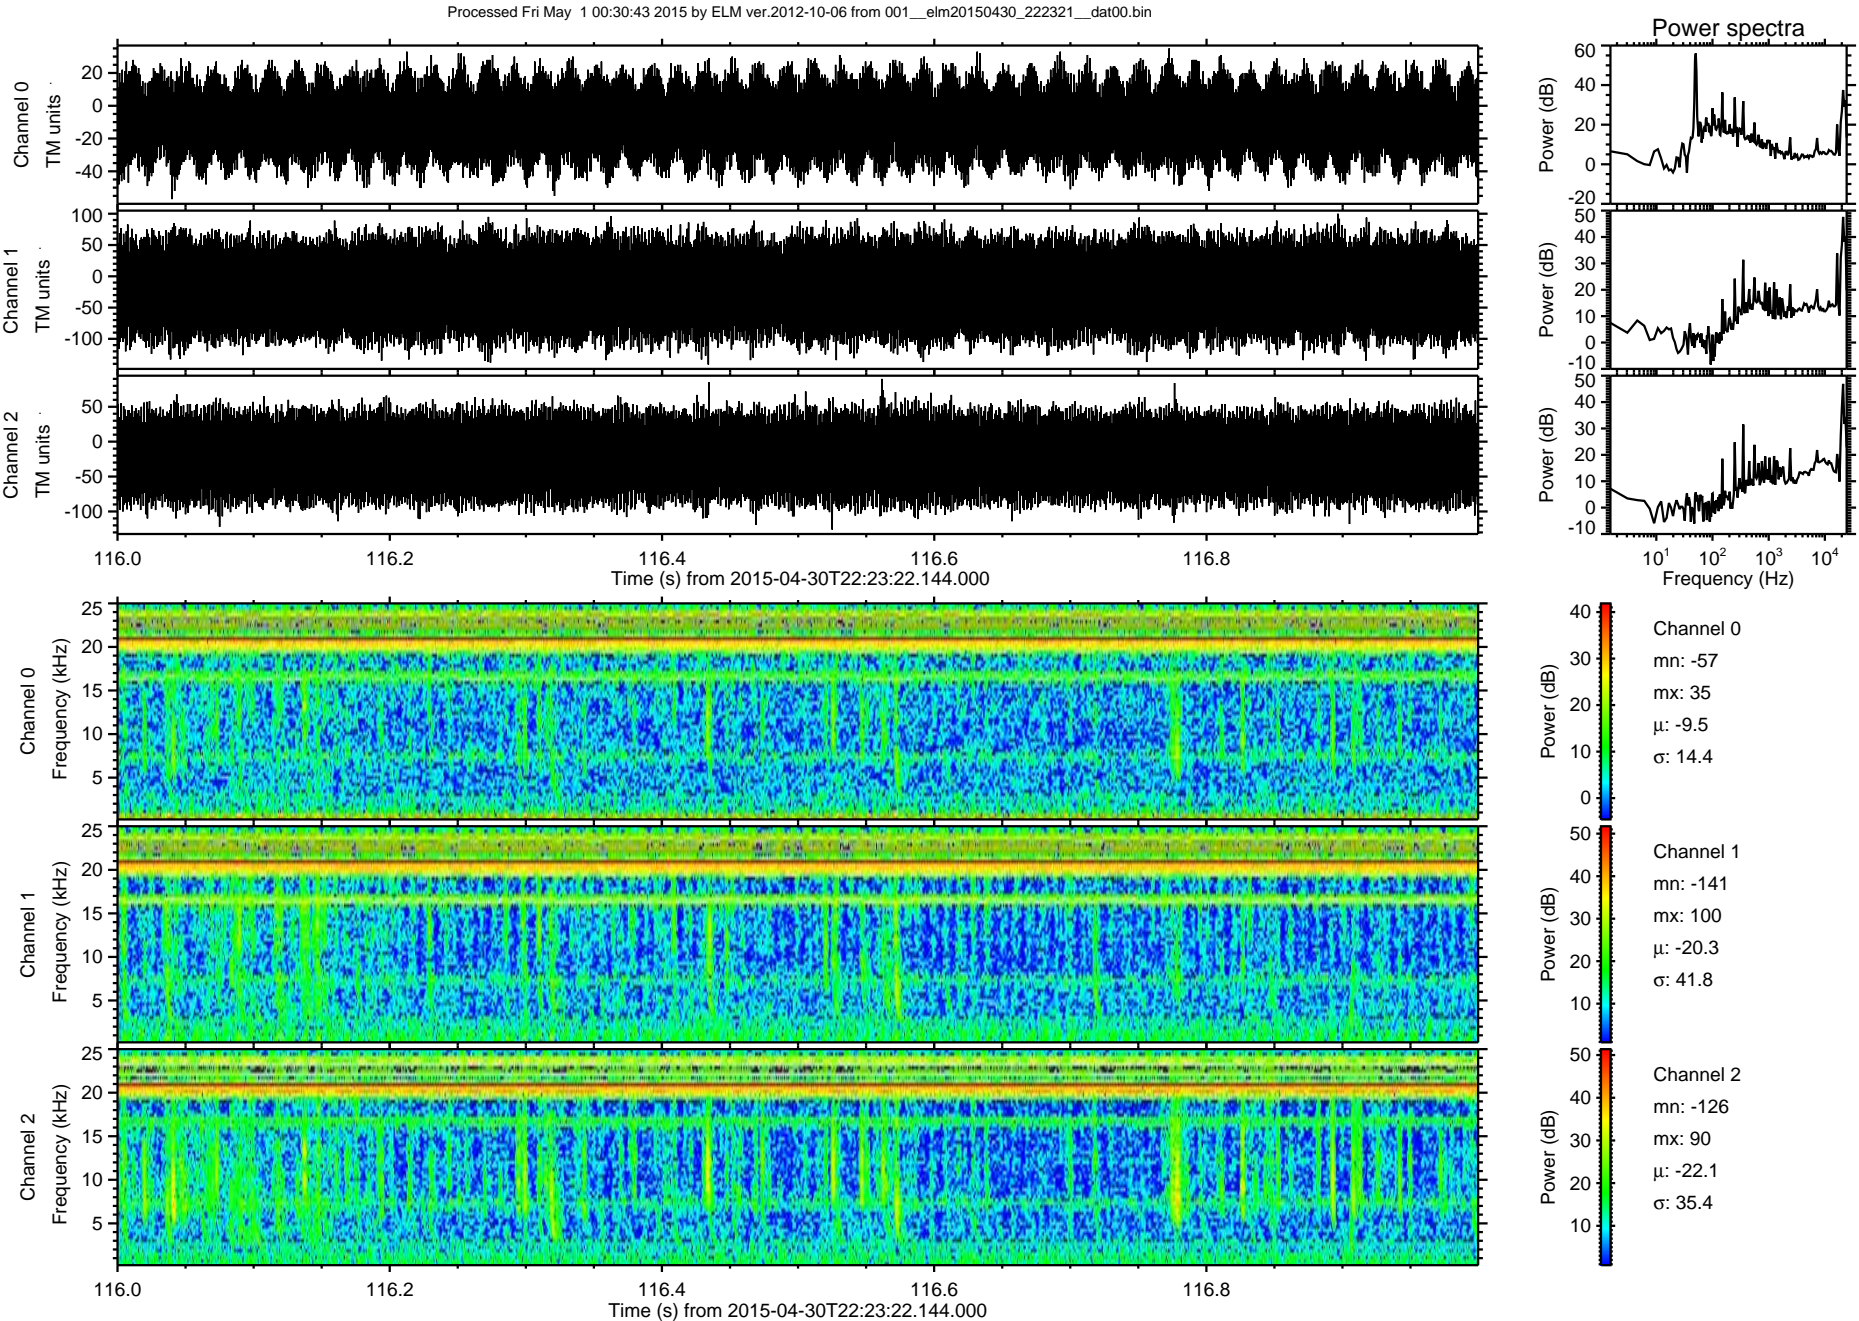 Processed Fri May  1 00:30:43 2015 by ELM ver.2012-10-06 from 001__elm20150430_222321__dat00.bin
Power spectra
Channel 0
TM units
20
0
-20
-40
Power (dB)
60
40
20
0
-20
Channel 1
TM units
100
50
0
-50
-100
Power (dB)
50
40
30
20
10
0
-10
Channel 2
TM units
50
0
-50
-100
Power (dB)
50
40
30
20
10
0
-10
116.0 116.2 116.4 116.6 116.8
Time (s) from 2015-04-30T22:23:22.144.000
10¹ 10² 10³ 10⁴
Frequency (Hz)
Channel 0
Frequency (kHz)
25
20
15
10
5
Power (dB)
40
30
20
10
0
Channel 0
mn: -57
mx: 35
μ: -9.5
σ: 14.4
Channel 1
Frequency (kHz)
25
20
15
10
5
Power (dB)
50
40
30
20
10
Channel 1
mn: -141
mx: 100
μ: -20.3
σ: 41.8
Channel 2
Frequency (kHz)
25
20
15
10
5
Power (dB)
50
40
30
20
10
Channel 2
mn: -126
mx: 90
μ: -22.1
σ: 35.4
116.0 116.2 116.4 116.6 116.8
Time (s) from 2015-04-30T22:23:22.144.000